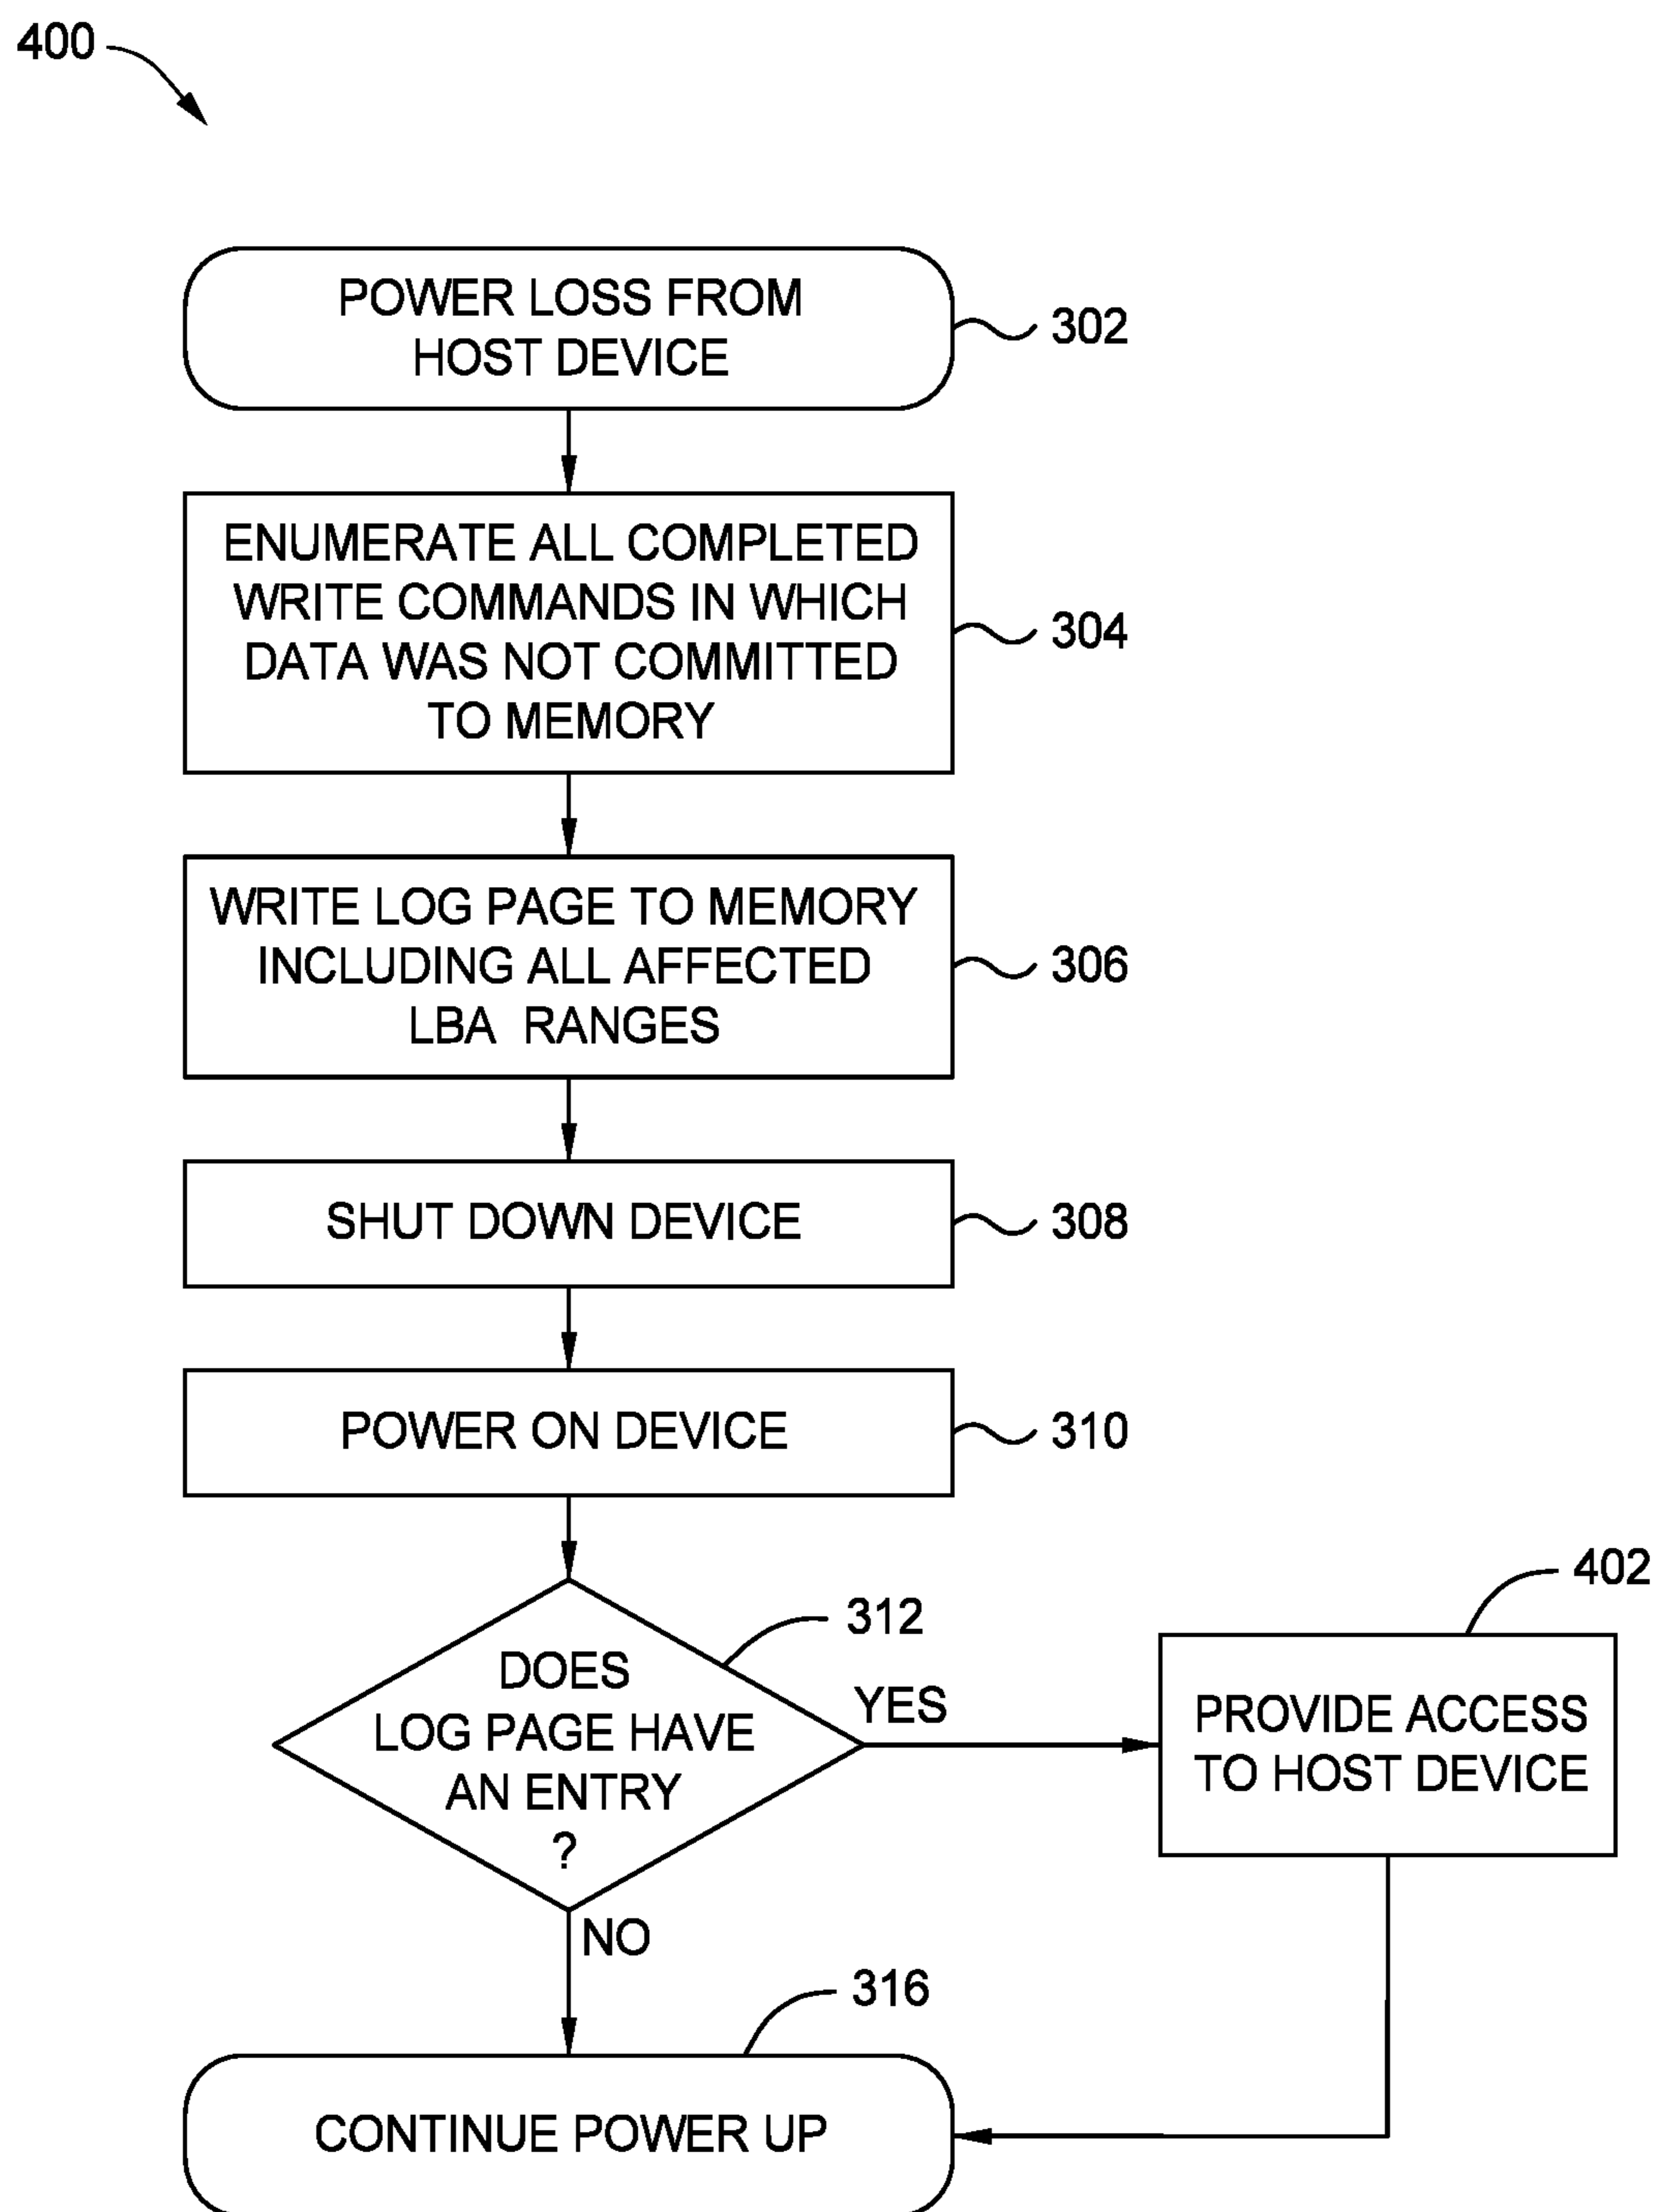 400
POWER LOSS FROM
HOST DEVICE
302
ENUMERATE ALL COMPLETED
WRITE COMMANDS IN WHICH
DATA WAS NOT COMMITTED
TO MEMORY
304
WRITE LOG PAGE TO MEMORY
INCLUDING ALL AFFECTED
LBA RANGES
306
SHUT DOWN DEVICE
308
POWER ON DEVICE
310
312
DOES
LOG PAGE HAVE
AN ENTRY
?
YES
402
PROVIDE ACCESS
TO HOST DEVICE
NO
316
CONTINUE POWER UP